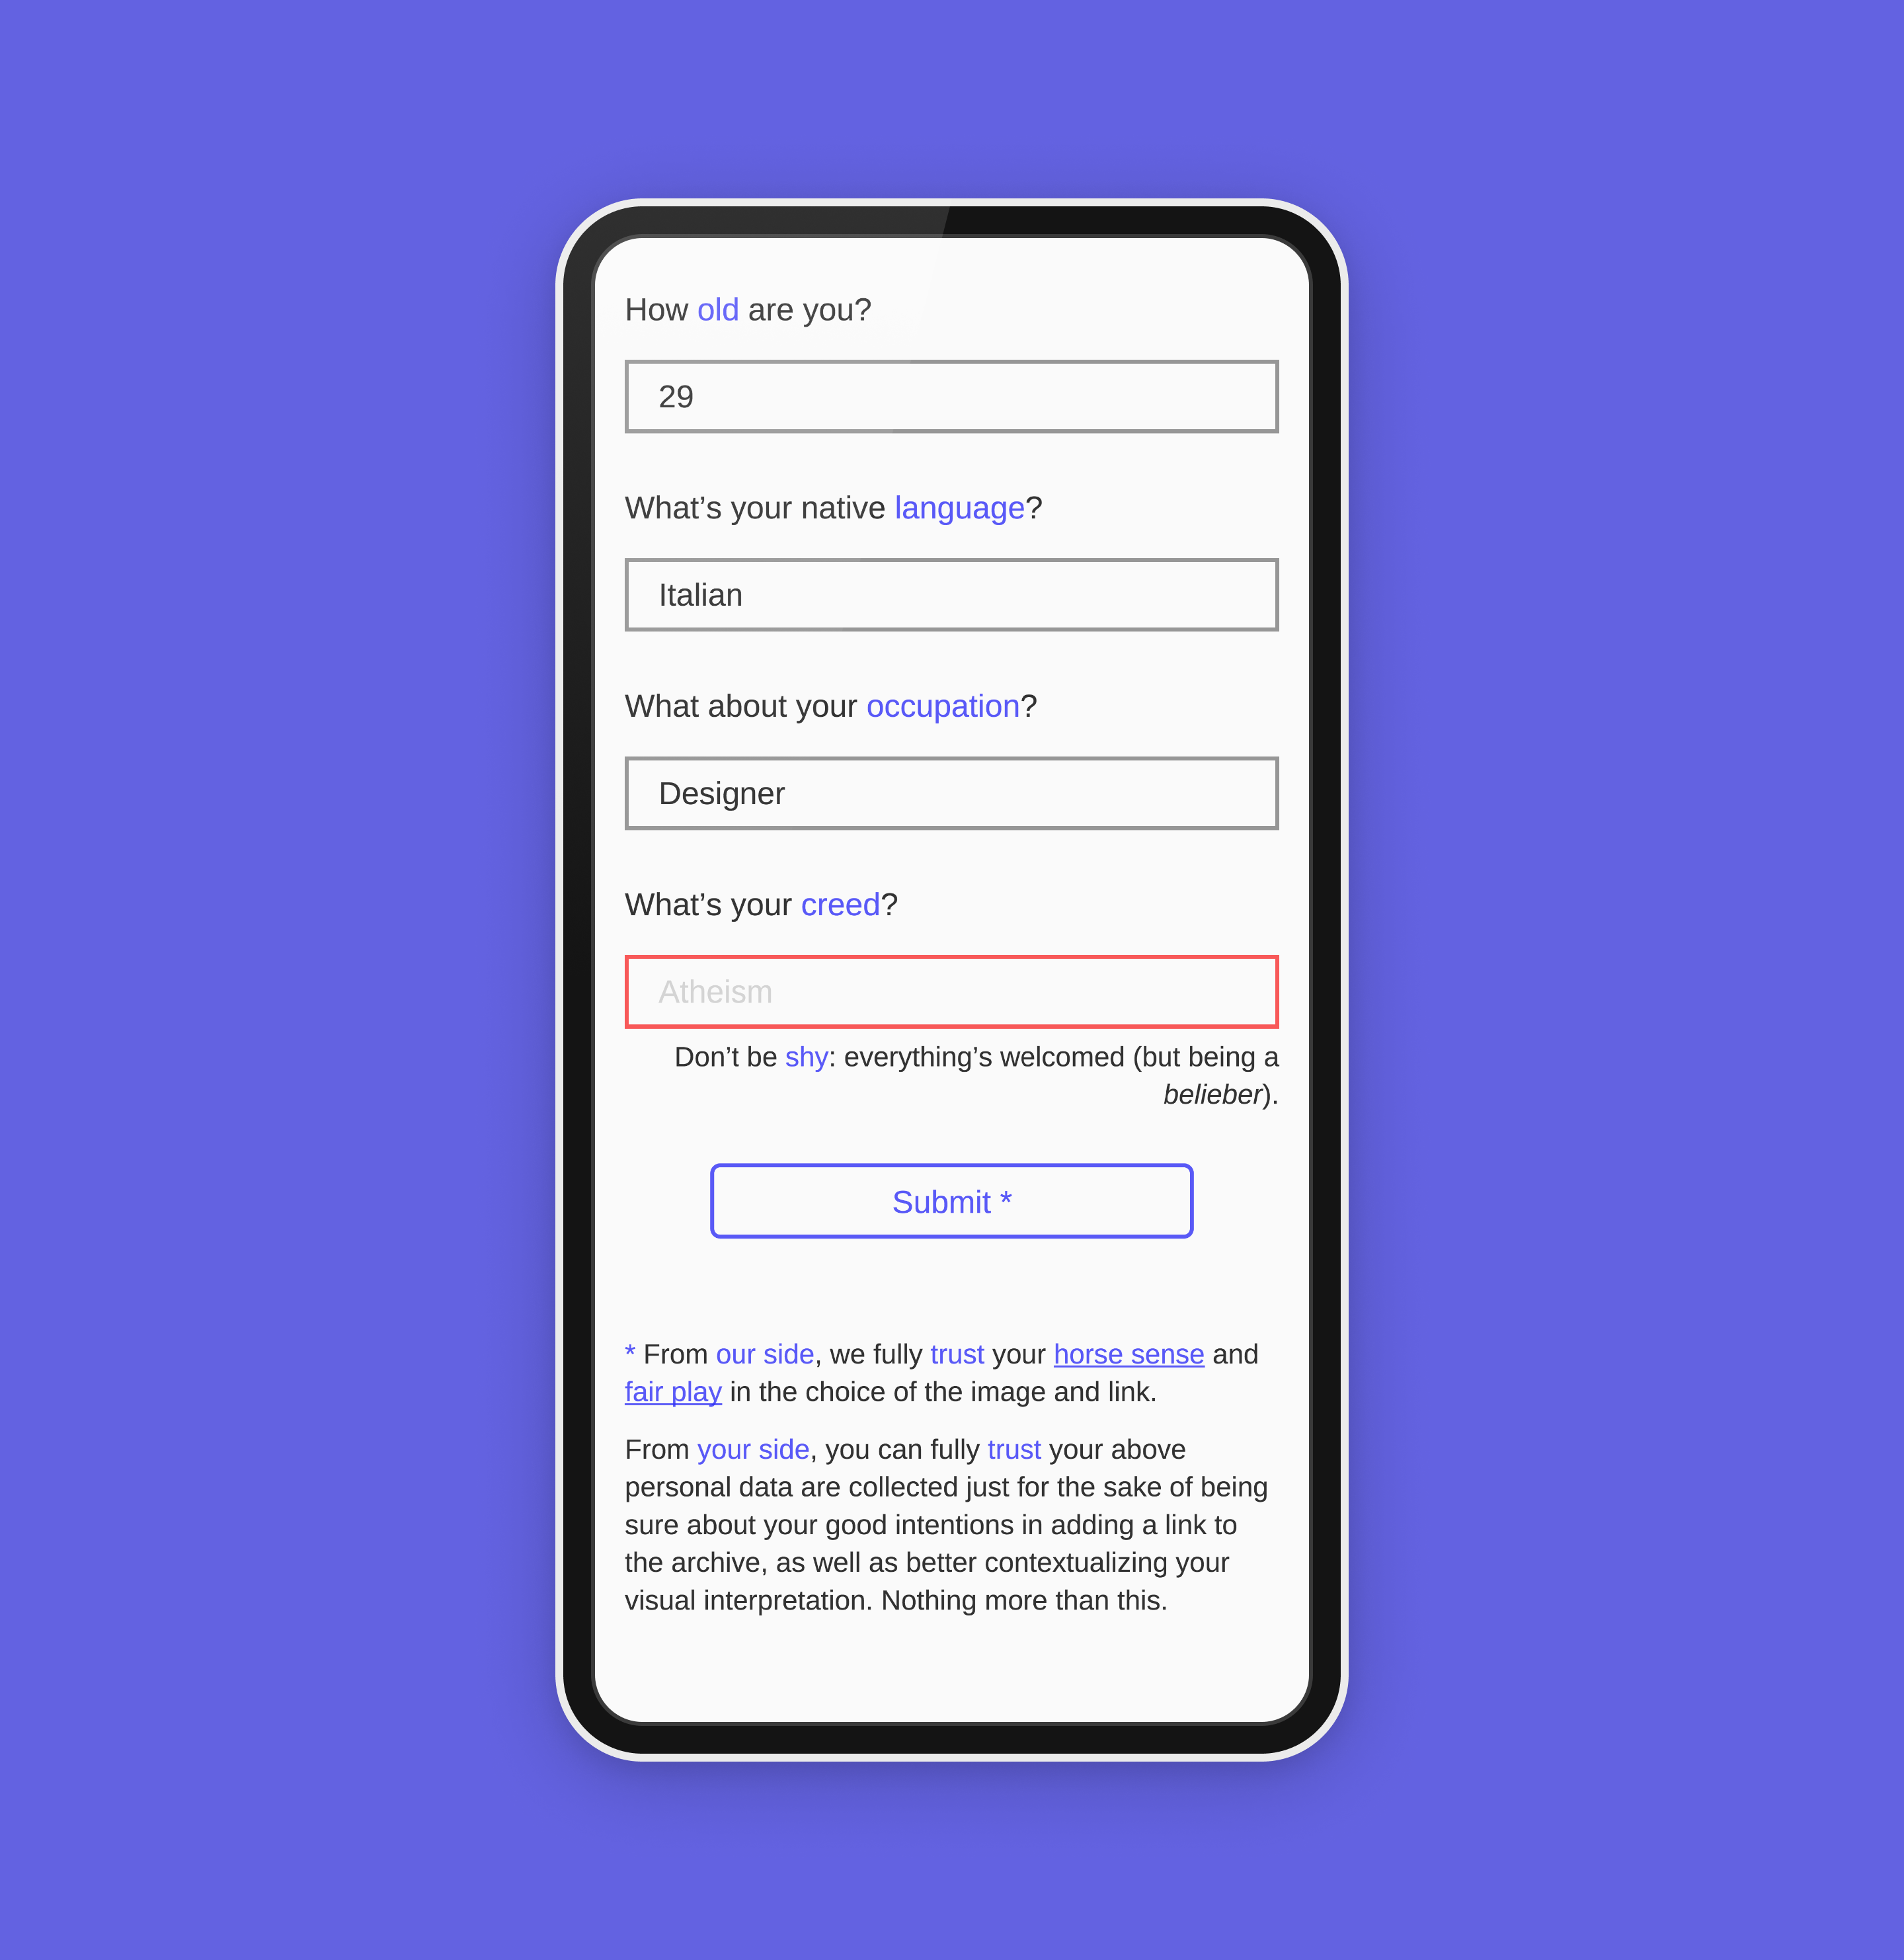 How old are you?
29
What’s your native language?
Italian
What about your occupation?
Designer
What’s your creed?
Atheism
Don’t be shy: everything’s welcomed (but being a
belieber).
Submit *
* From our side, we fully trust your horse sense and
fair play in the choice of the image and link.
From your side, you can fully trust your above
personal data are collected just for the sake of being
sure about your good intentions in adding a link to
the archive, as well as better contextualizing your
visual interpretation. Nothing more than this.